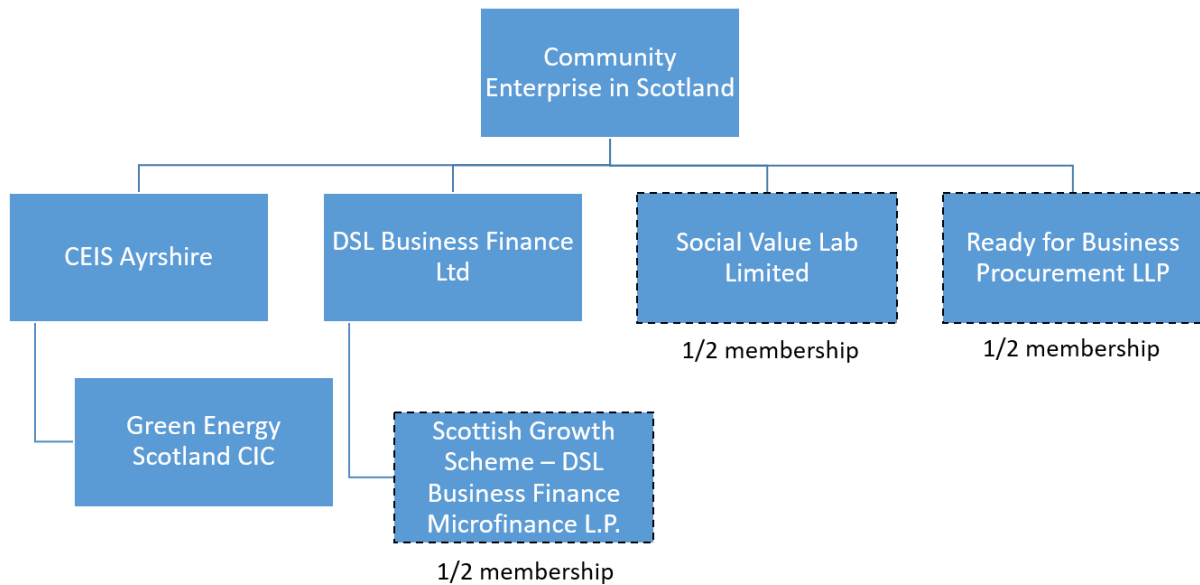 Community
Enterprise in Scotland
CEIS Ayrshire
DSL Business Finance
Ltd
Social Value Lab
Limited
Ready for Business
Procurement LLP
1/2 membership
1/2 membership
Green Energy
Scotland CIC
Scottish Growth
Scheme – DSL
Business Finance
Microfinance L.P.
1/2 membership